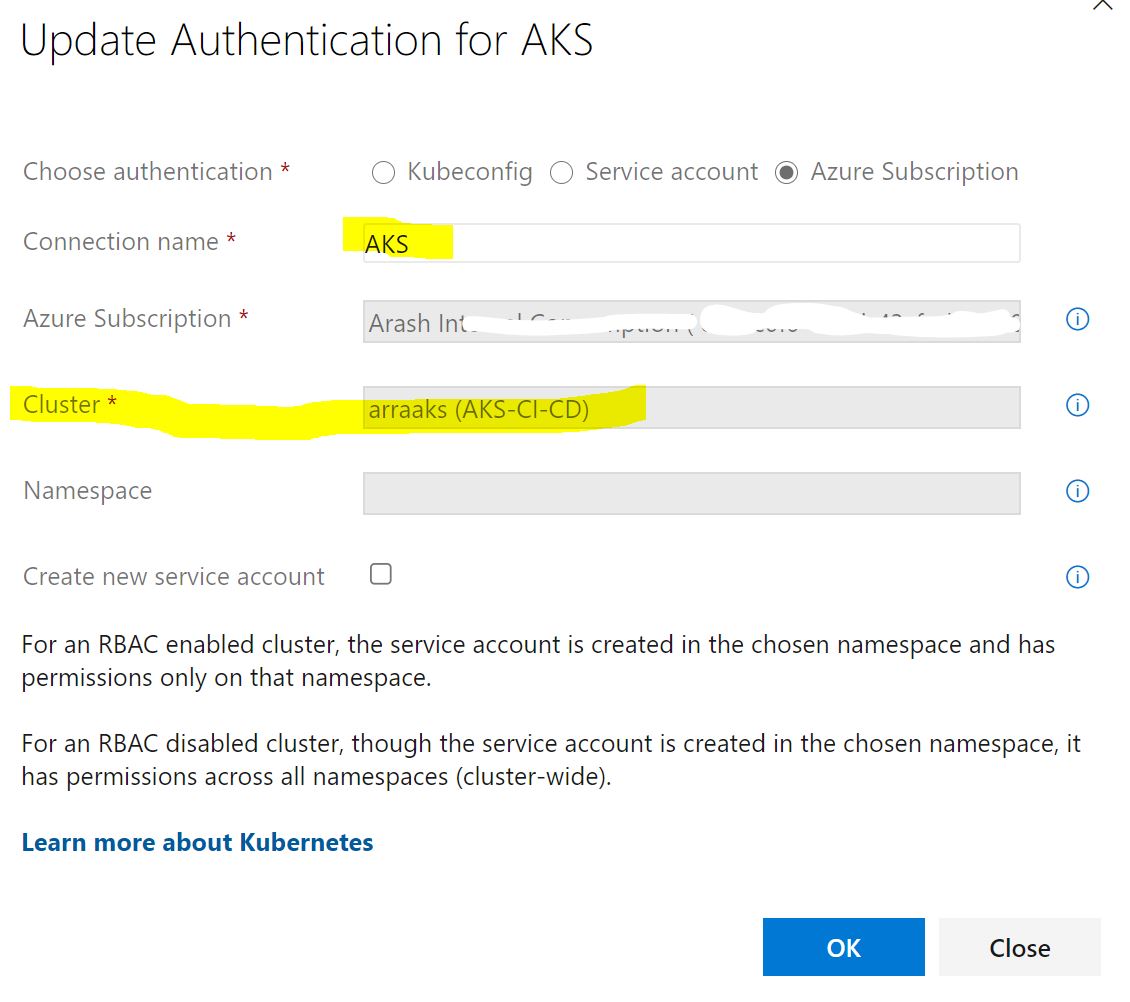 Update Authentication for AKS
Choose authentication * Kubeconfig Service account Azure Subscription
Connection name * AKS
Azure Subscription * Arash
Cluster * arraaks (AKS-CI-CD)
Namespace
Create new service account
For an RBAC enabled cluster, the service account is created in the chosen namespace and has
permissions only on that namespace.
For an RBAC disabled cluster, though the service account is created in the chosen namespace, it
has permissions across all namespaces (cluster-wide).
Learn more about Kubernetes
OK Close